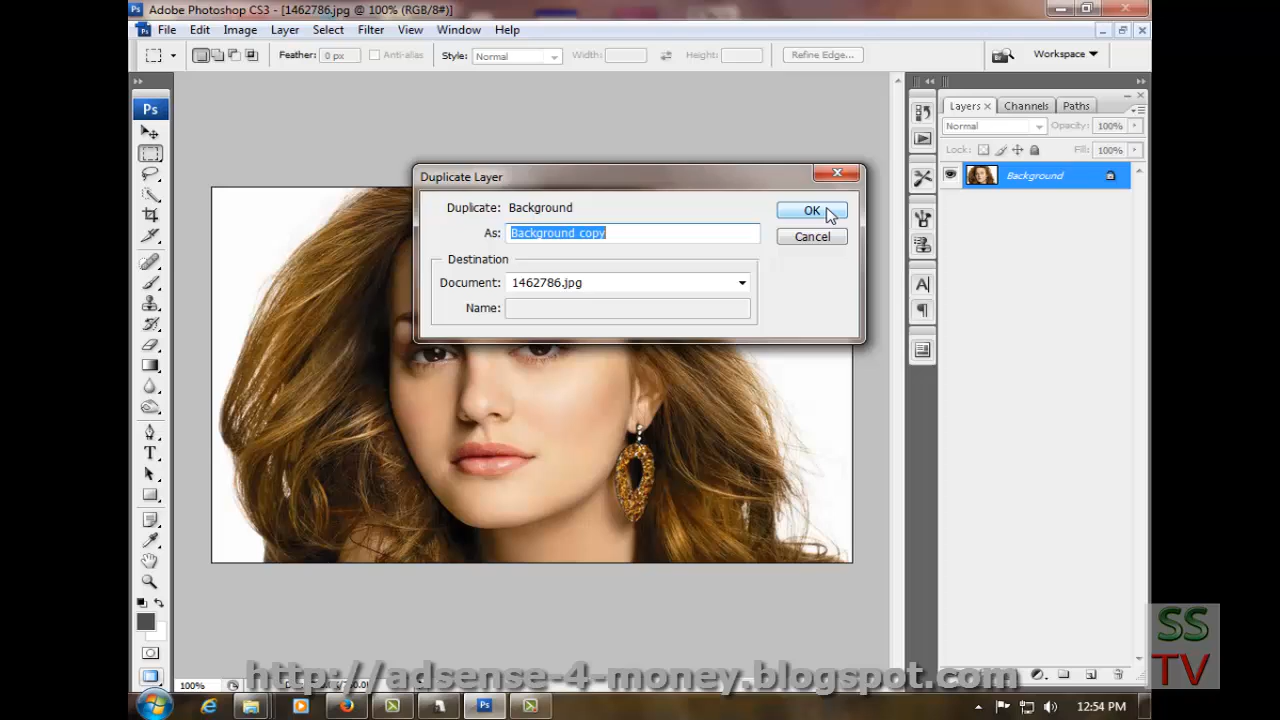 Adobe Photoshop CS3 - [1462786.jpg @ 100% (RGB/8#)]
Ps File Edit Image Layer Select Filter View Window Help
Feather: 0 px Anti-alias Style: Normal Width: Height: Refine Edge... Workspace
Ps
Layers Channels Paths
Normal Opacity: 100%
Lock: Fill: 100%
Background
Duplicate Layer
Duplicate: Background
OK
As: Background copy
Cancel
Destination
Document: 1462786.jpg
Name:
A
T
SS
TV
100%
http://adsense-4-money.blogspot.com
Ps
12:54 PM